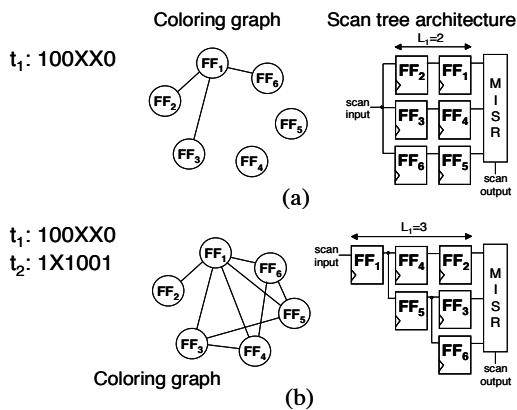 Coloring graph
Scan tree architecture
t1: 100XX0
FF1
FF2
FF6
FF5
FF3
FF4
L1=2
FF2 FF1
scan input
FF3 FF4
FF6 FF5
MISR
scan output
(a)
t1: 100XX0
t2: 1X1001
FF1
FF6
FF2
FF5
FF3
FF4
Coloring graph
L1=3
scan input
FF1 FF4 FF2
FF5 FF3
FF6
MISR
scan output
(b)